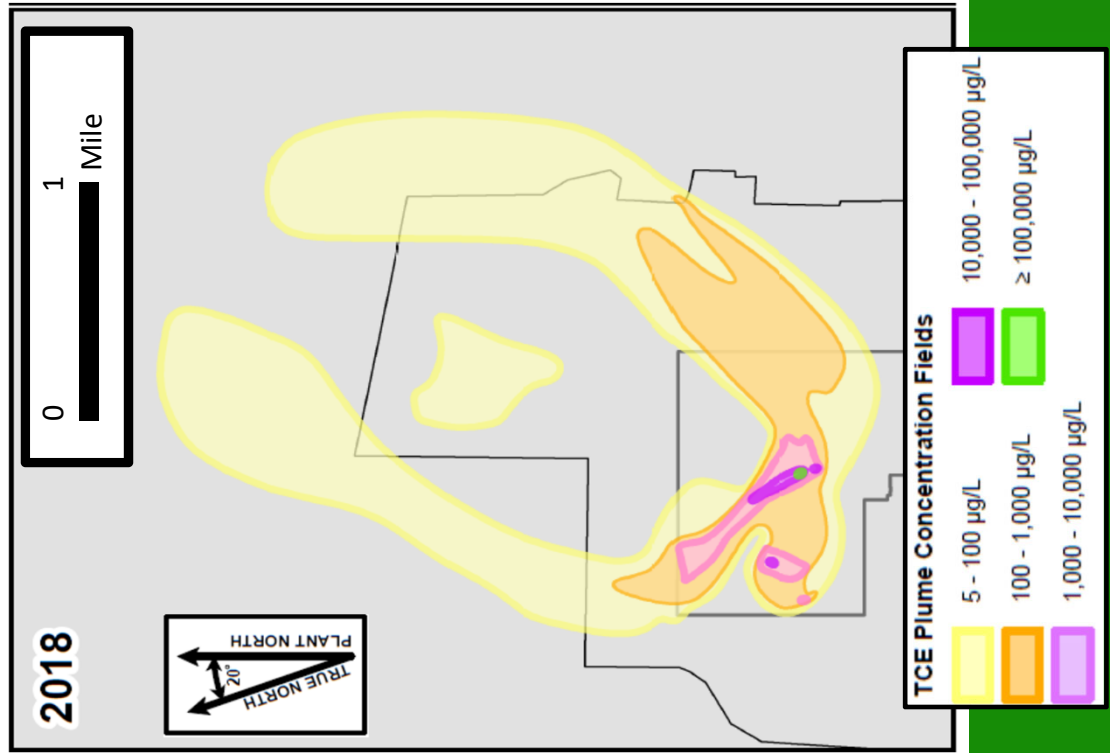 2018
PLANT NORTH
20°
TRUE NORTH
0 1
Mile
TCE Plume Concentration Fields
5 - 100 µg/L
100 - 1,000 µg/L
1,000 - 10,000 µg/L
10,000 - 100,000 µg/L
≥ 100,000 µg/L